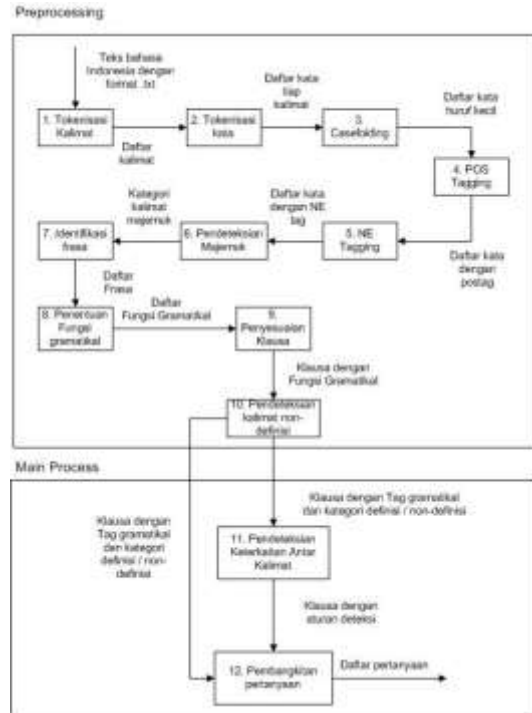 Preprocessing
Teks bahasa
Indonesia dengan
format .txt
1. Tokenisasi
Kalimat
Daftar
kalimat
2. Tokenisasi
kata
Daftar kata
tiap
kalimat
3.
Casefolding
Daftar kata
huruf kecil
4. POS
Tagging
Daftar kata
dengan
postag
5. NE
Tagging
Daftar kata
dengan NE
tag
6. Pendeteksian
Majemuk
Kategori
kalimat
majemuk
7. Identifikasi
frasa
Daftar
Frasa
8. Penentuan
Fungsi
gramatikal
Daftar
Fungsi Gramatikal
9.
Penyesuaian
Klausa
Klausa dengan
Fungsi Gramatikal
10. Pendeteksian
kalimat non-
definisi
Main Process
Klausa dengan
Tag gramatikal
dan kategori
definisi / non-
definisi
Klausa dengan Tag gramatikal
dan kategori definisi / non-definisi
11. Pendeteksian
Keterkaitan Antar
Kalimat
Klausa dengan
aturan deteksi
12. Pembangkitan
pertanyaan
Daftar pertanyaan